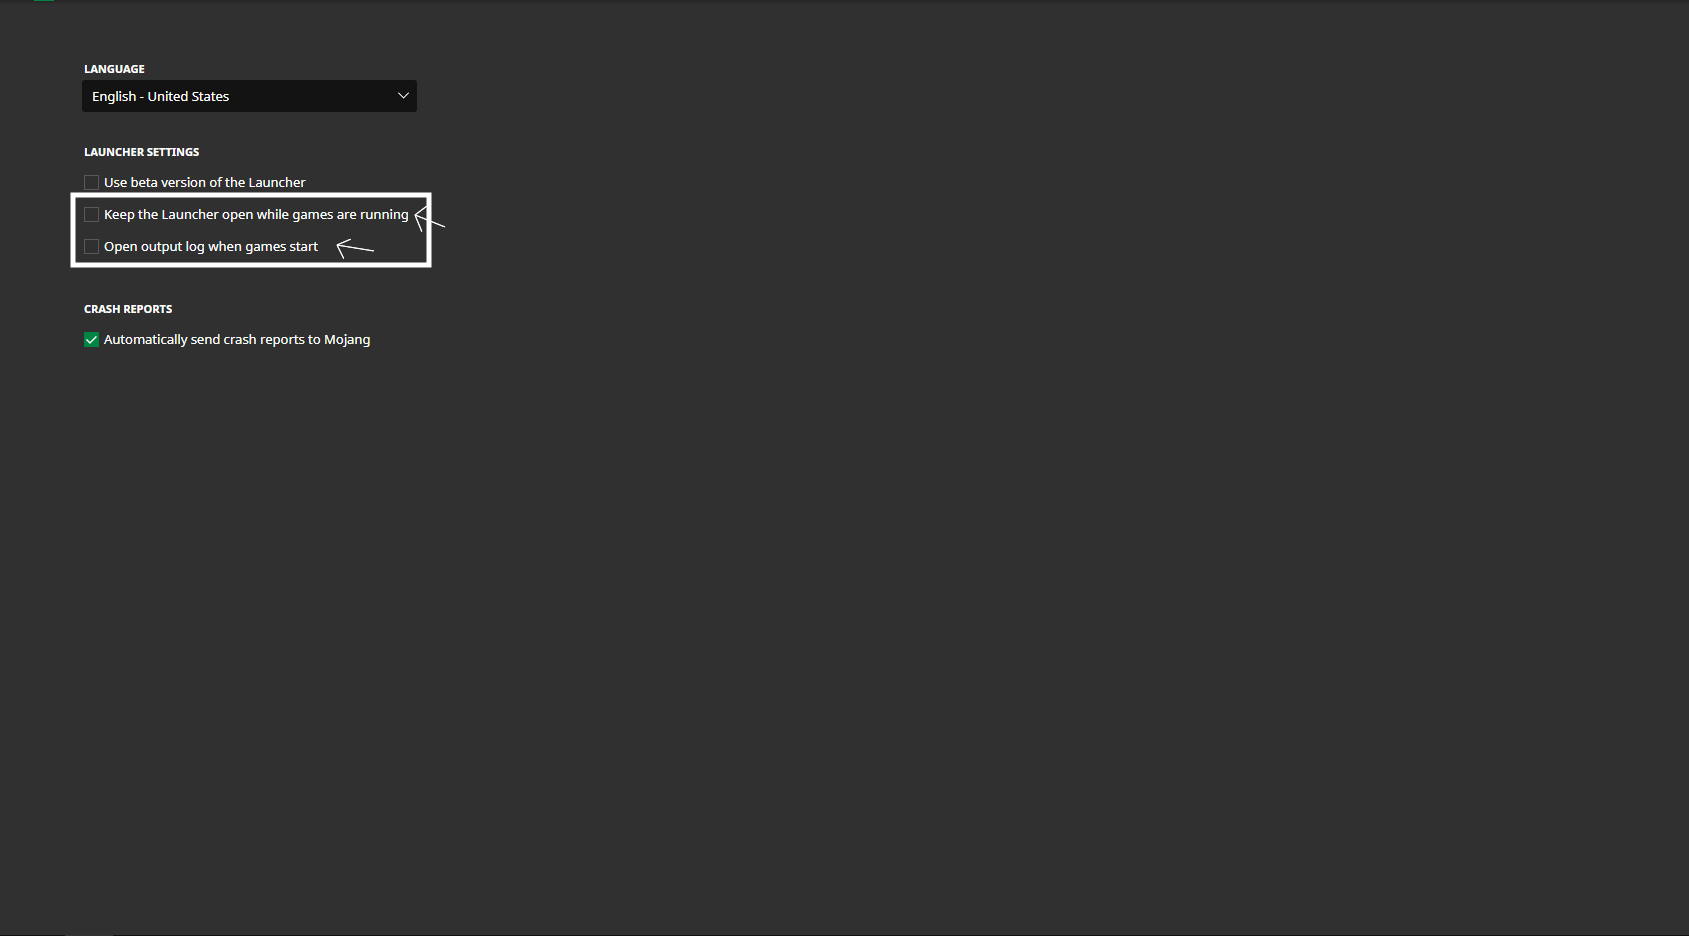 LANGUAGE
English - United States
LAUNCHER SETTINGS
Use beta version of the Launcher
Keep the Launcher open while games are running
Open output log when games start
CRASH REPORTS
Automatically send crash reports to Mojang